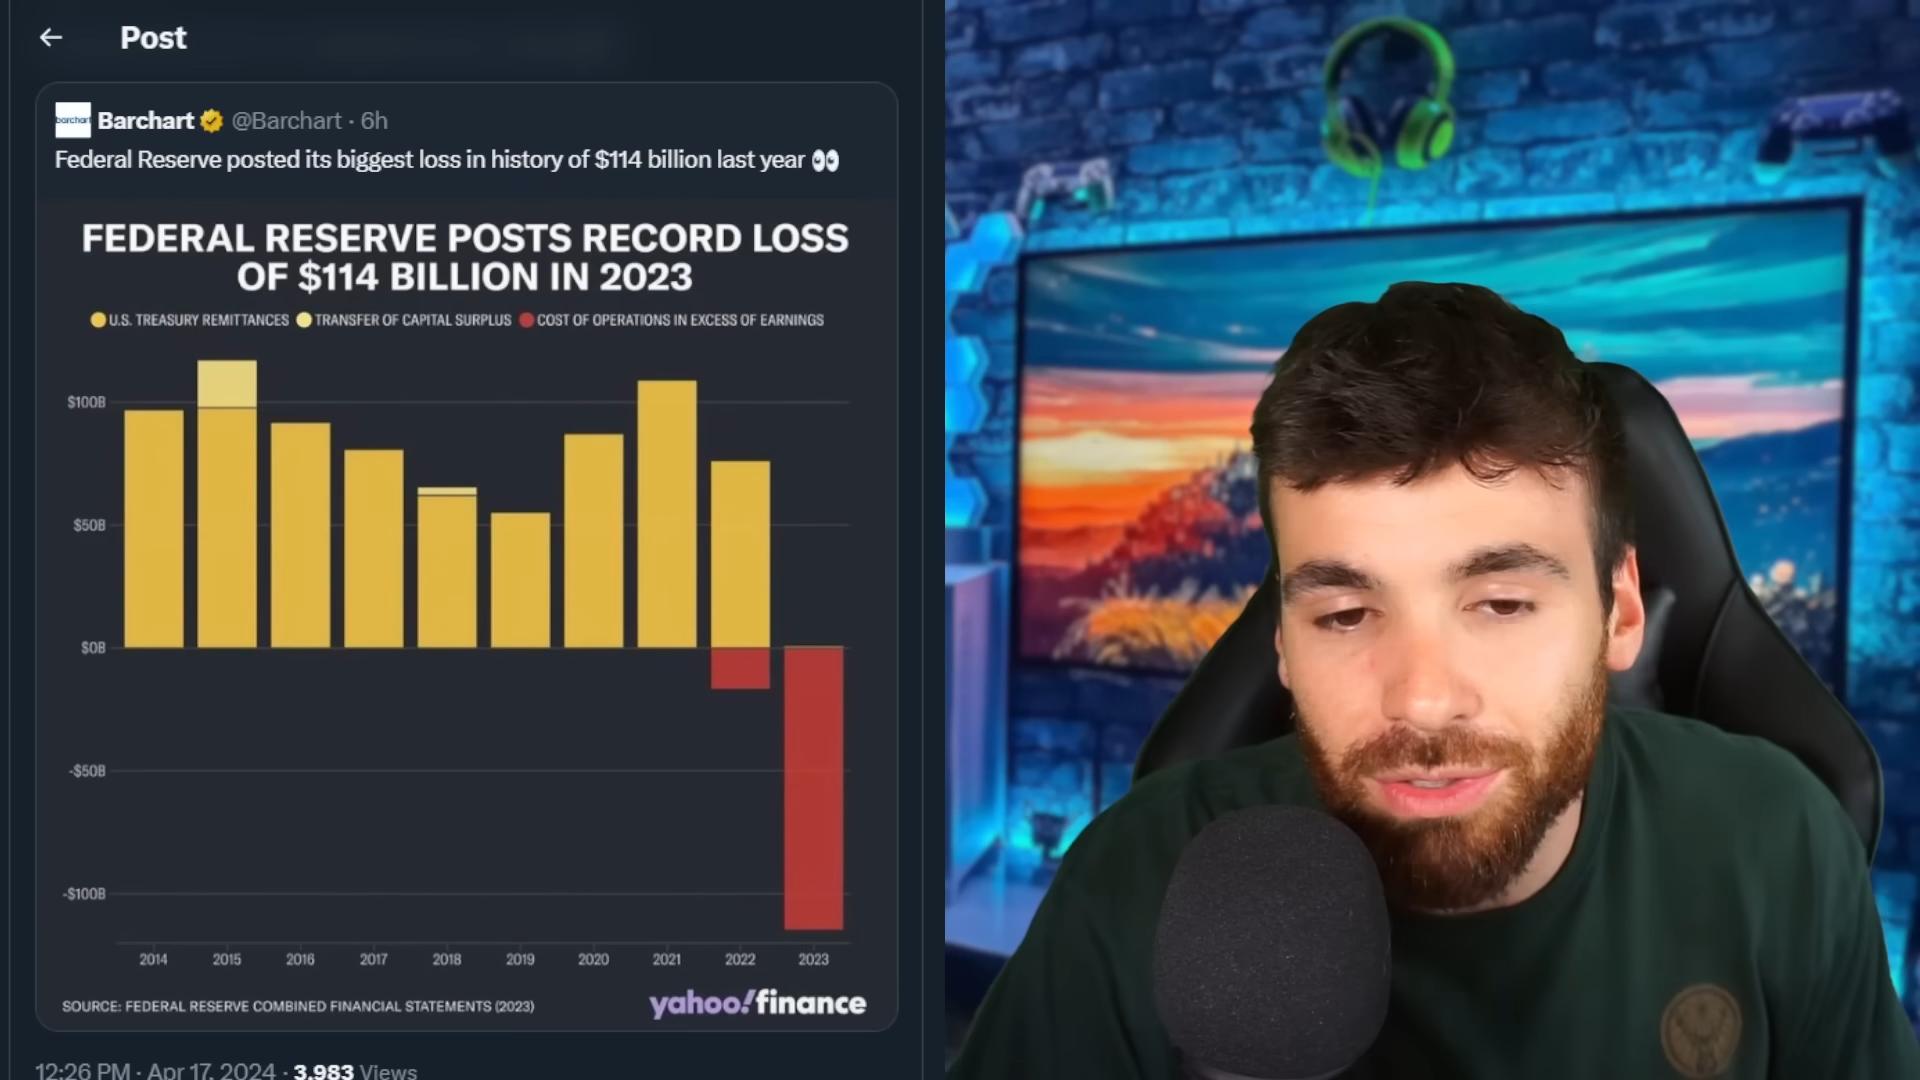 Post
barchart
Barchart @Barchart · 6h
Federal Reserve posted its biggest loss in history of $114 billion last year 👀
FEDERAL RESERVE POSTS RECORD LOSS
OF $114 BILLION IN 2023
U.S. TREASURY REMITTANCES TRANSFER OF CAPITAL SURPLUS COST OF OPERATIONS IN EXCESS OF EARNINGS
$100B
$50B
$0B
-$50B
-$100B
2014 2015 2016 2017 2018 2019 2020 2021 2022 2023
SOURCE: FEDERAL RESERVE COMBINED FINANCIAL STATEMENTS (2023)
yahoo!finance
12:26 PM · Apr 17, 2024 · 3,983 Views